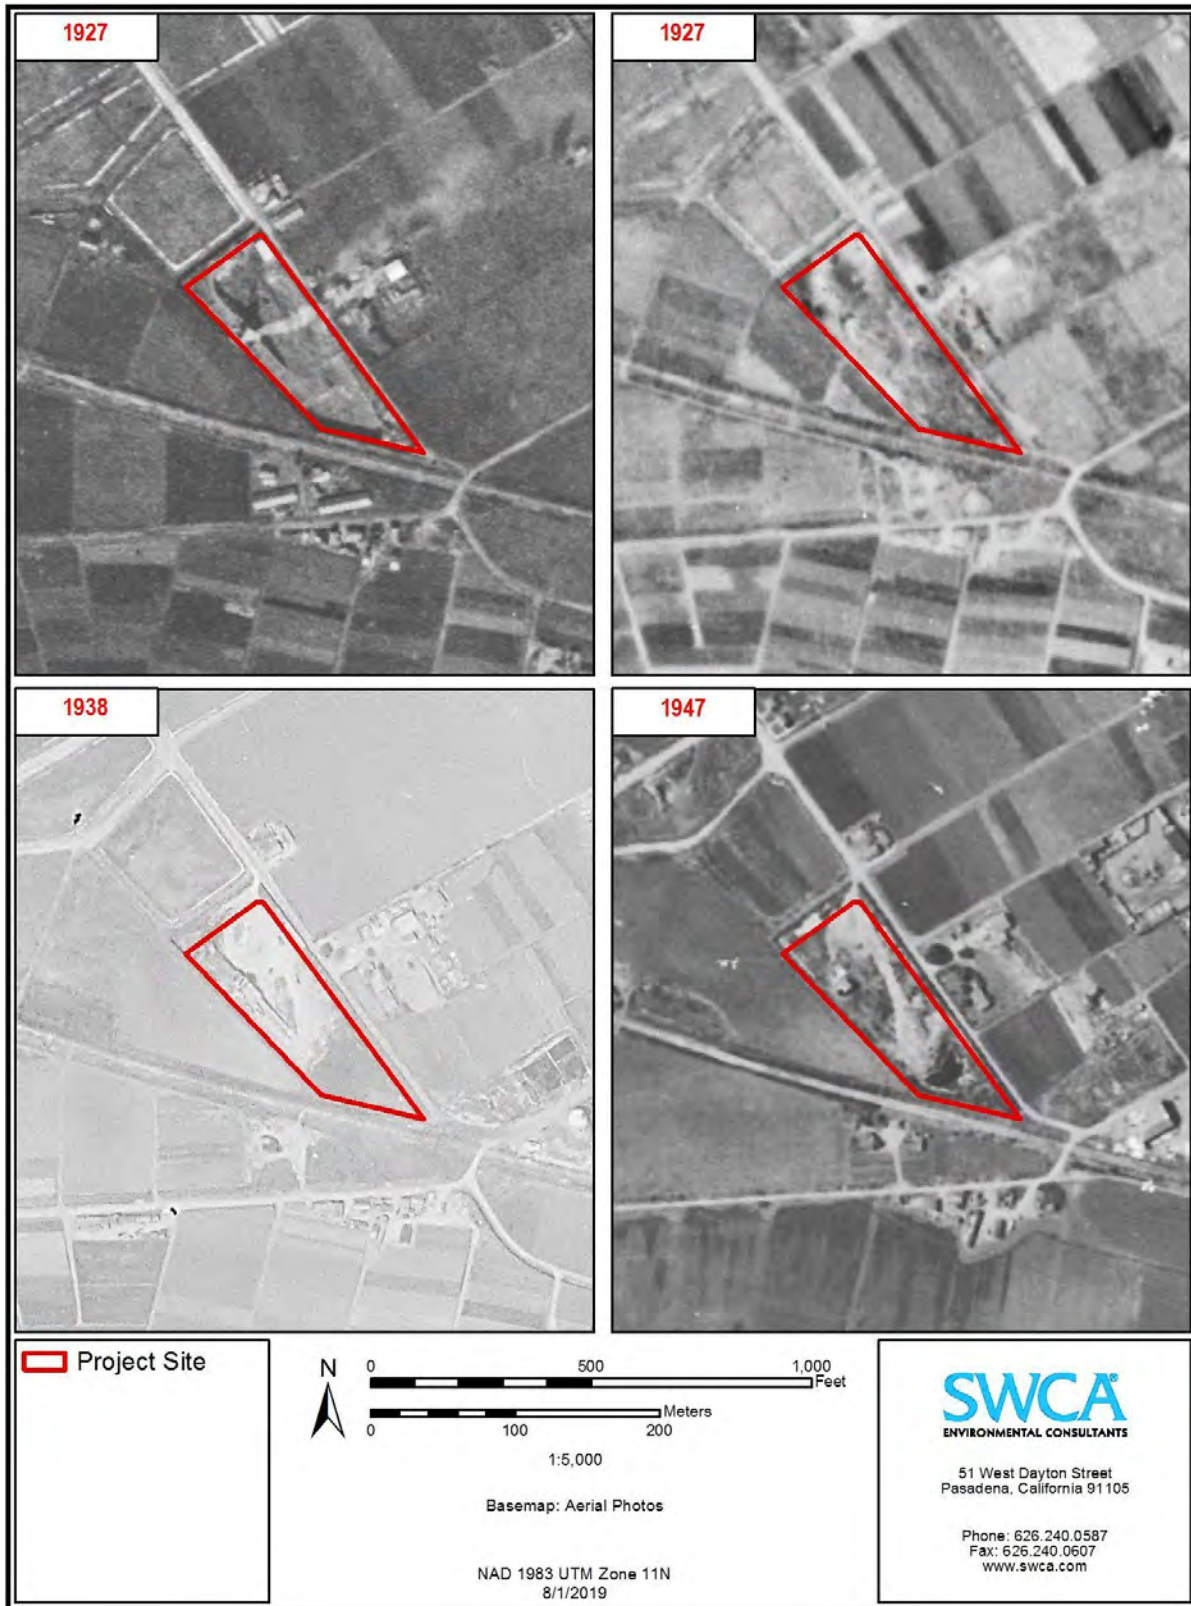 1927
1927
1938
1947
Project Site
N
0 500 1,000
Feet
Meters
0 100 200
1:5,000
Basemap: Aerial Photos
NAD 1983 UTM Zone 11N
8/1/2019
SWCA®
ENVIRONMENTAL CONSULTANTS
51 West Dayton Street
Pasadena, California 91105
Phone: 626.240.0587
Fax: 626.240.0607
www.swca.com